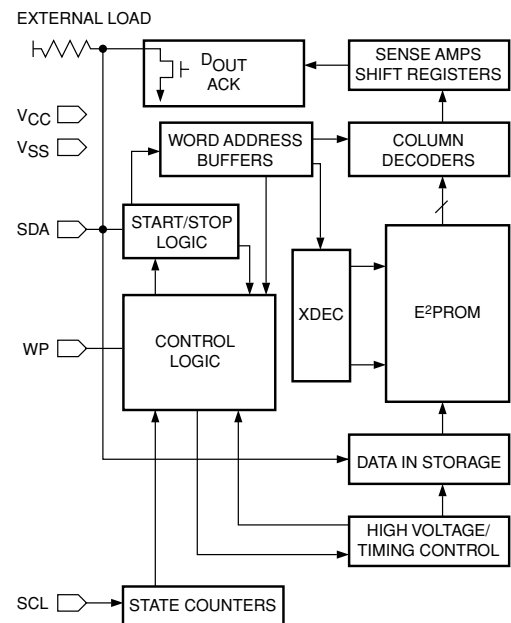 EXTERNAL LOAD
DOUT
ACK
SENSE AMPS
SHIFT REGISTERS
VCC
VSS
WORD ADDRESS
BUFFERS
COLUMN
DECODERS
SDA
START/STOP
LOGIC
XDEC
E2PROM
WP
CONTROL
LOGIC
DATA IN STORAGE
HIGH VOLTAGE/
TIMING CONTROL
SCL
STATE COUNTERS